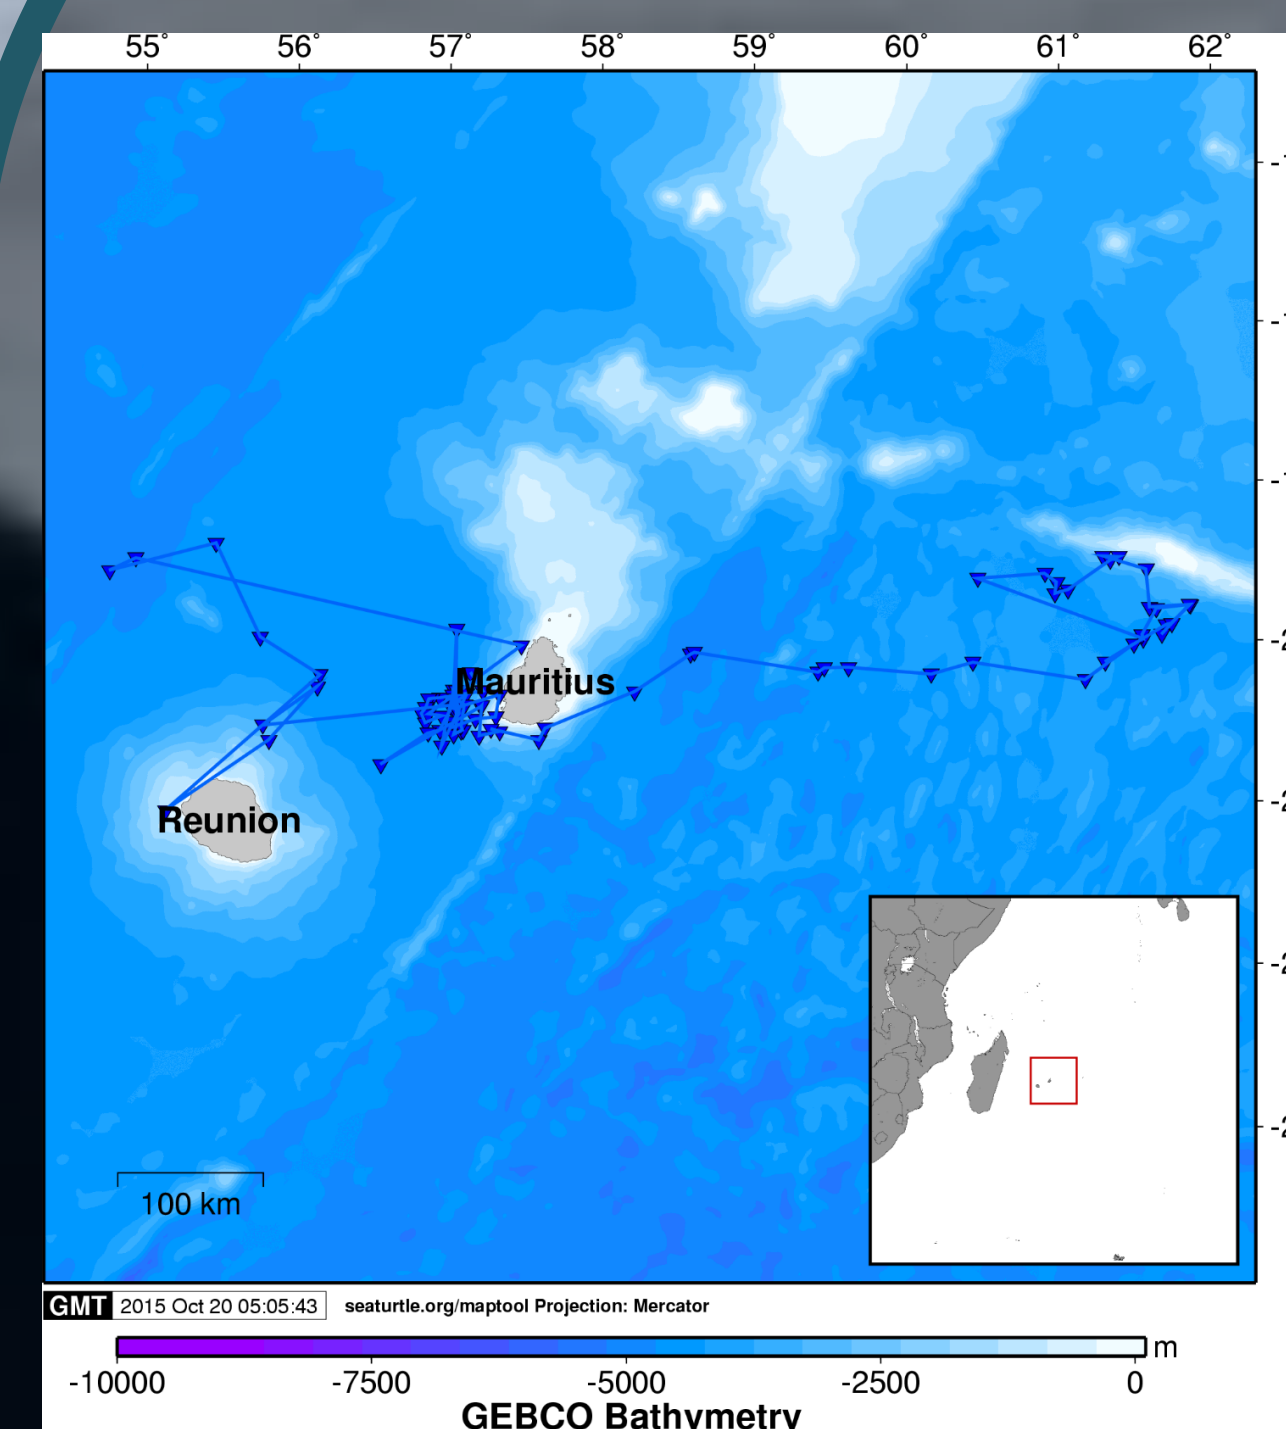 55° 56° 57° 58° 59° 60° 61° 62°
Mauritius
Reunion
100 km
GMT 2015 Oct 20 05:05:43 seaturtle.org/maptool Projection: Mercator
m
-10000 -7500 -5000 -2500 0
GEBCO Bathymetry